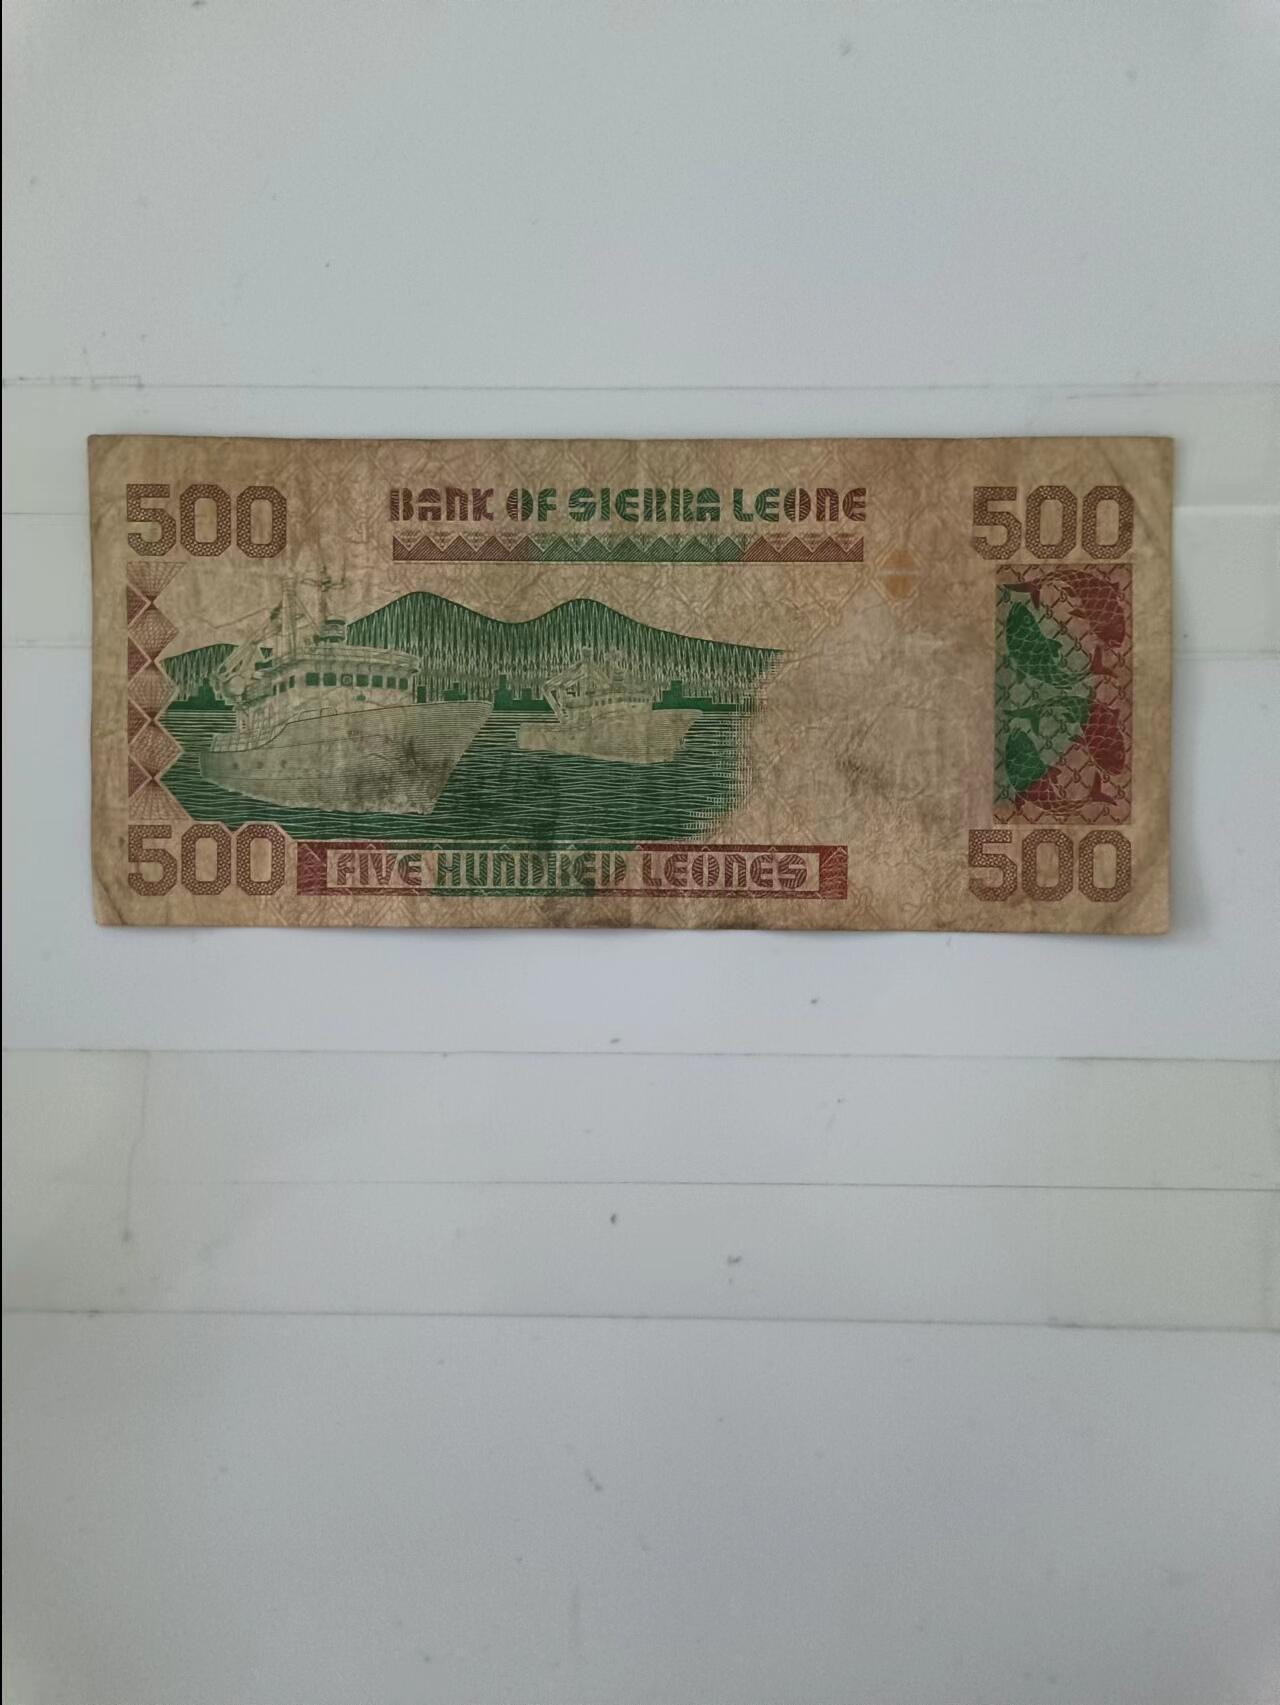 500 BANK OF SIERRA LEONE 500
500 FIVE HUNDRED LEONES 500